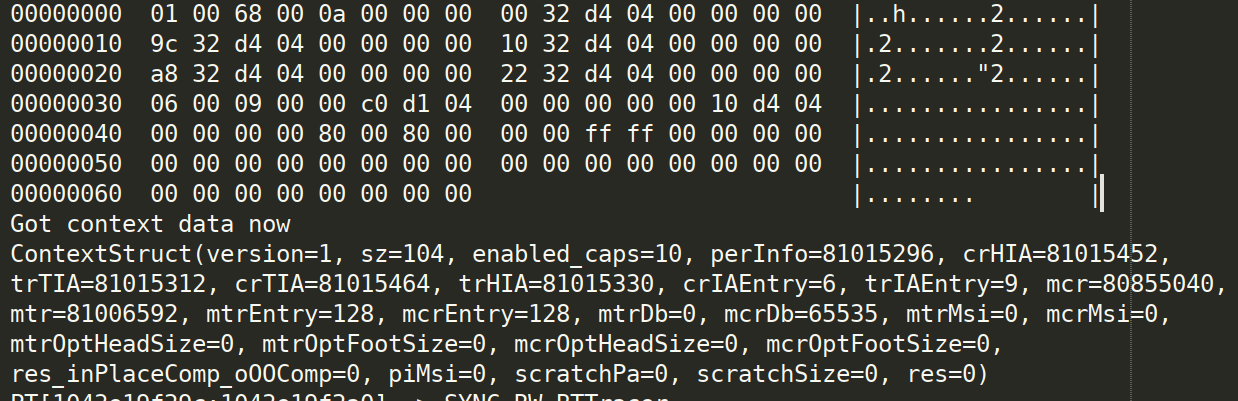 00000000  01 00 68 00 0a 00 00 00  00 32 d4 04 00 00 00 00  |..h......2......|
00000010  9c 32 d4 04 00 00 00 00  10 32 d4 04 00 00 00 00  |.2.......2......|
00000020  a8 32 d4 04 00 00 00 00  22 32 d4 04 00 00 00 00  |.2......"2......|
00000030  06 00 09 00 00 c0 d1 04  00 00 00 00 00 10 d4 04  |................|
00000040  00 00 00 00 80 00 80 00  00 00 ff ff 00 00 00 00  |................|
00000050  00 00 00 00 00 00 00 00  00 00 00 00 00 00 00 00  |................|
00000060  00 00 00 00 00 00 00 00                           |........        |
Got context data now
ContextStruct(version=1, sz=104, enabled_caps=10, perInfo=81015296, crHIA=81015452,
trTIA=81015312, crTIA=81015464, trHIA=81015330, crIAEntry=6, trIAEntry=9, mcr=80855040,
mtr=81006592, mtrEntry=128, mcrEntry=128, mtrDb=0, mcrDb=65535, mtrMsi=0, mcrMsi=0,
mtrOptHeadSize=0, mtrOptFootSize=0, mcrOptHeadSize=0, mcrOptFootSize=0,
res_inPlaceComp_oOOComp=0, piMsi=0, scratchPa=0, scratchSize=0, res=0)